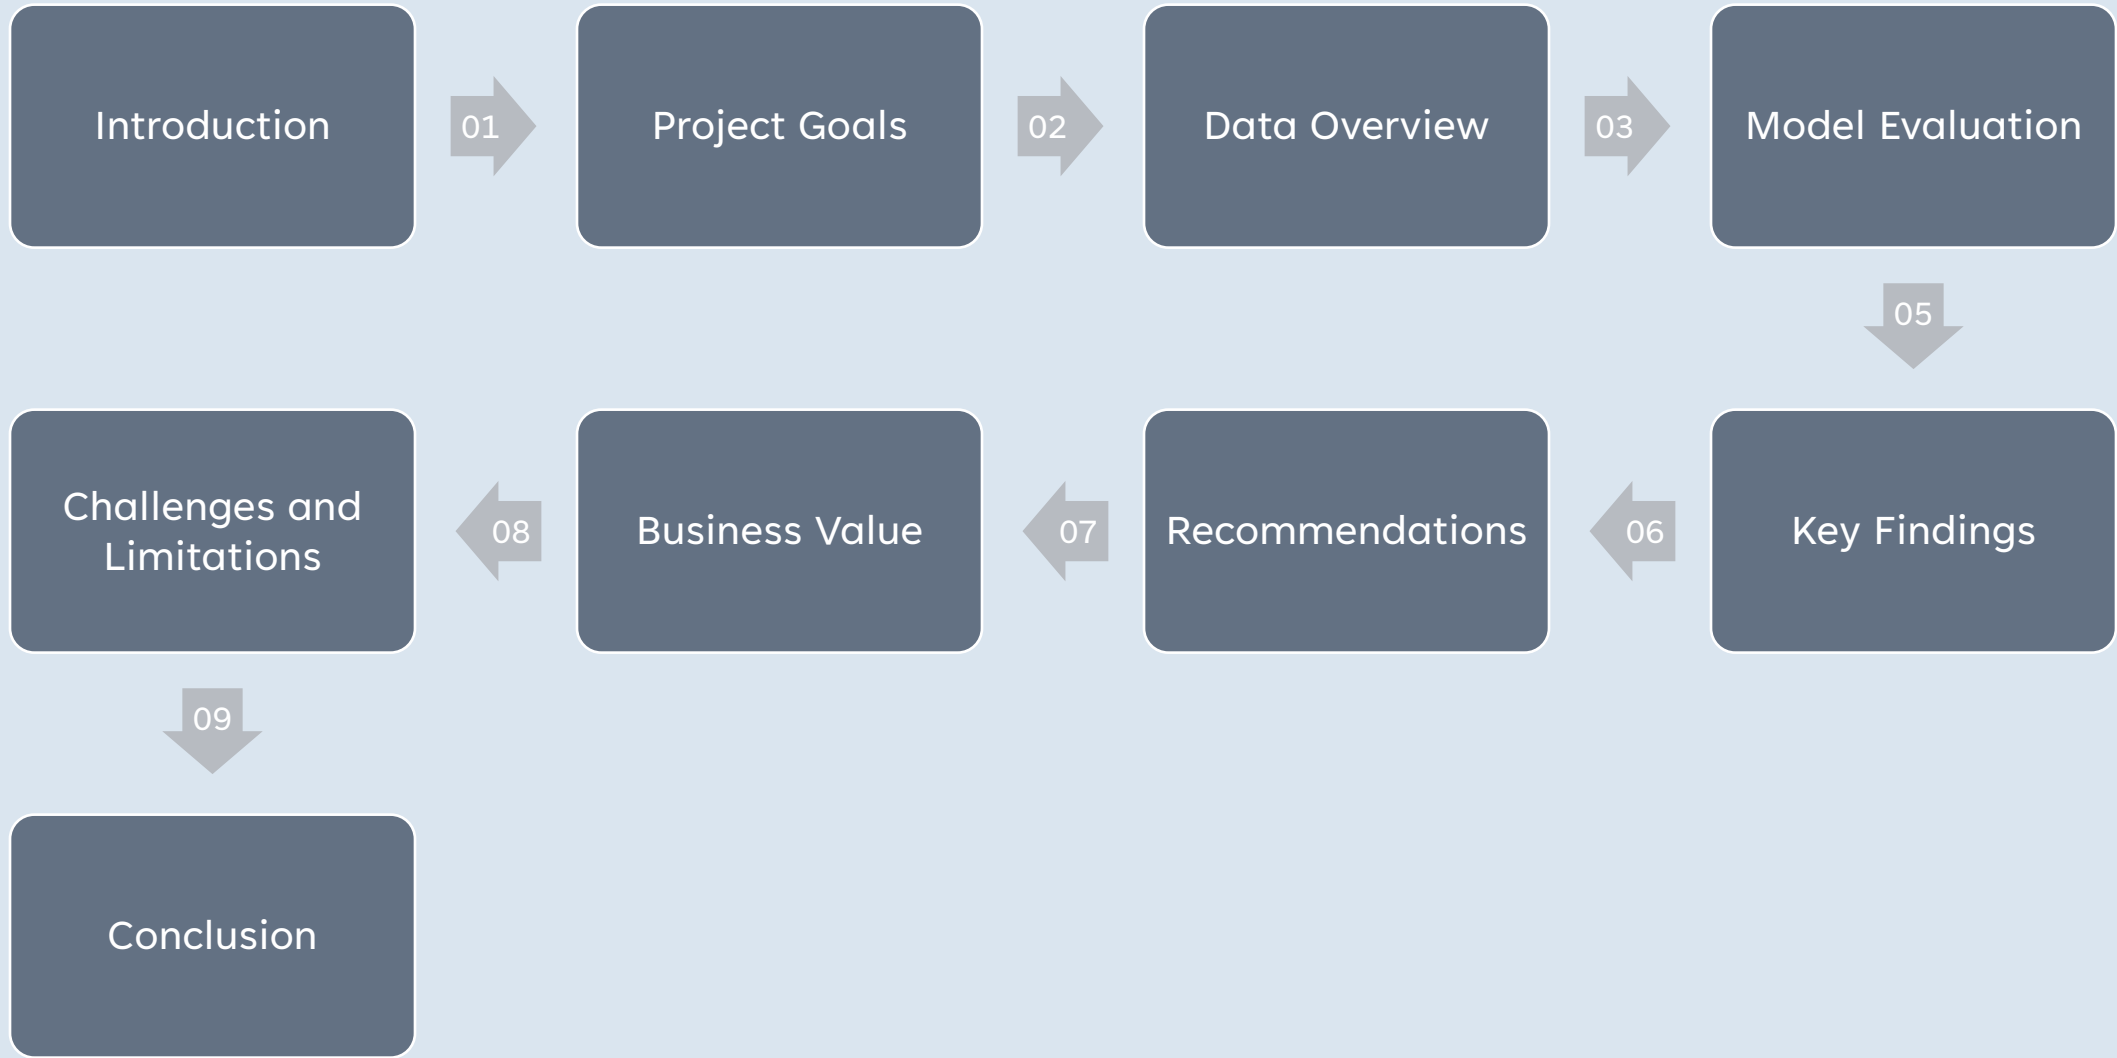 Introduction
01
Project Goals
02
Data Overview
03
Model Evaluation
05
Key Findings
06
Recommendations
07
Business Value
08
Challenges and
Limitations
09
Conclusion